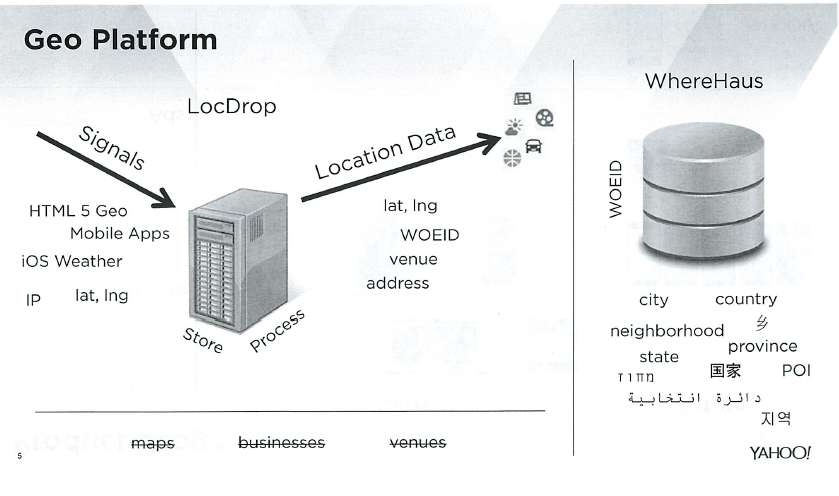 Geo Platform
LocDrop
Signals
Location Data
HTML 5 Geo
Mobile Apps
iOS Weather
IP
lat, lng
Store
Process
lat, lng
WOEID
venue
address
maps
businesses
venues
WhereHaus
WOEID
city
country
乡
neighborhood
province
state
国家
POI
מחוז
دائرة انتخابية
지역
5
YAHOO!